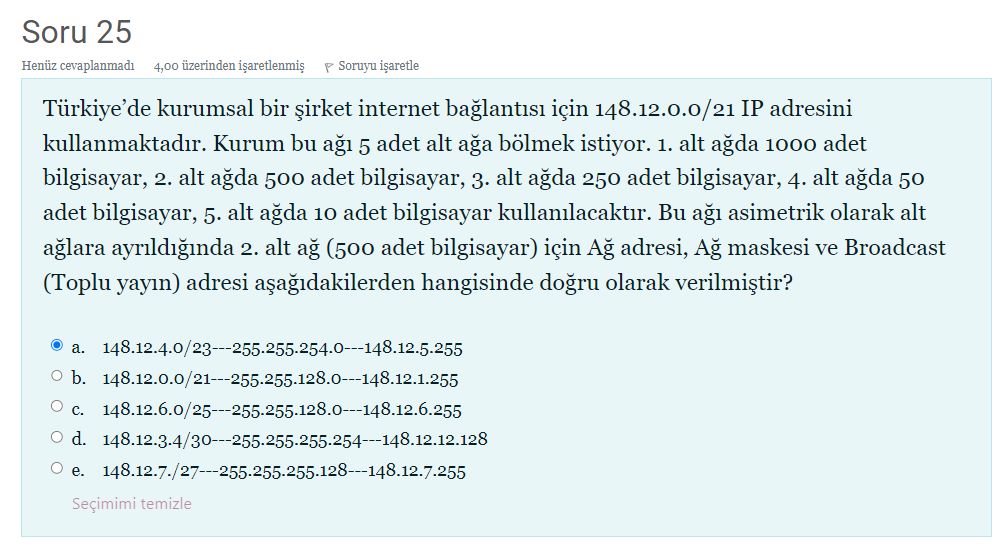 Soru 25
Henüz cevaplanmadı 4,00 üzerinden işaretlenmiş Soruyu işaretle
Türkiye’de kurumsal bir şirket internet bağlantısı için 148.12.0.0/21 IP adresini
kullanmaktadır. Kurum bu ağı 5 adet alt ağa bölmek istiyor. 1. alt ağda 1000 adet
bilgisayar, 2. alt ağda 500 adet bilgisayar, 3. alt ağda 250 adet bilgisayar, 4. alt ağda 50
adet bilgisayar, 5. alt ağda 10 adet bilgisayar kullanılacaktır. Bu ağı asimetrik olarak alt
ağlara ayrıldığında 2. alt ağ (500 adet bilgisayar) için Ağ adresi, Ağ maskesi ve Broadcast
(Toplu yayın) adresi aşağıdakilerden hangisinde doğru olarak verilmiştir?
a. 148.12.4.0/23---255.255.254.0---148.12.5.255
b. 148.12.0.0/21---255.255.128.0---148.12.1.255
c. 148.12.6.0/25---255.255.128.0---148.12.6.255
d. 148.12.3.4/30---255.255.255.254---148.12.12.128
e. 148.12.7./27---255.255.255.128---148.12.7.255
Seçimimi temizle